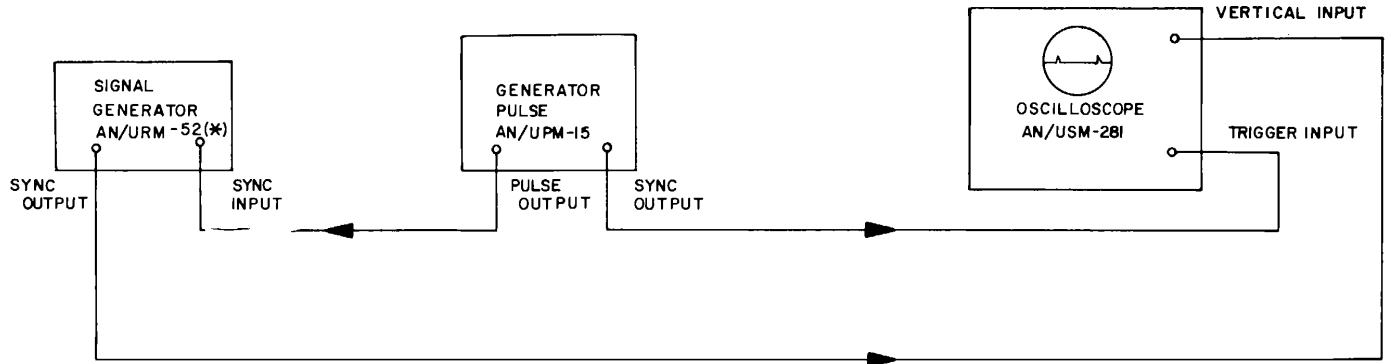 SIGNAL
GENERATOR
AN/URM-52(*)
SYNC
OUTPUT
SYNC
INPUT
GENERATOR
PULSE
AN/UPM-15
PULSE
OUTPUT
SYNC
OUTPUT
OSCILLOSCOPE
AN/USM-281
VERTICAL INPUT
TRIGGER INPUT